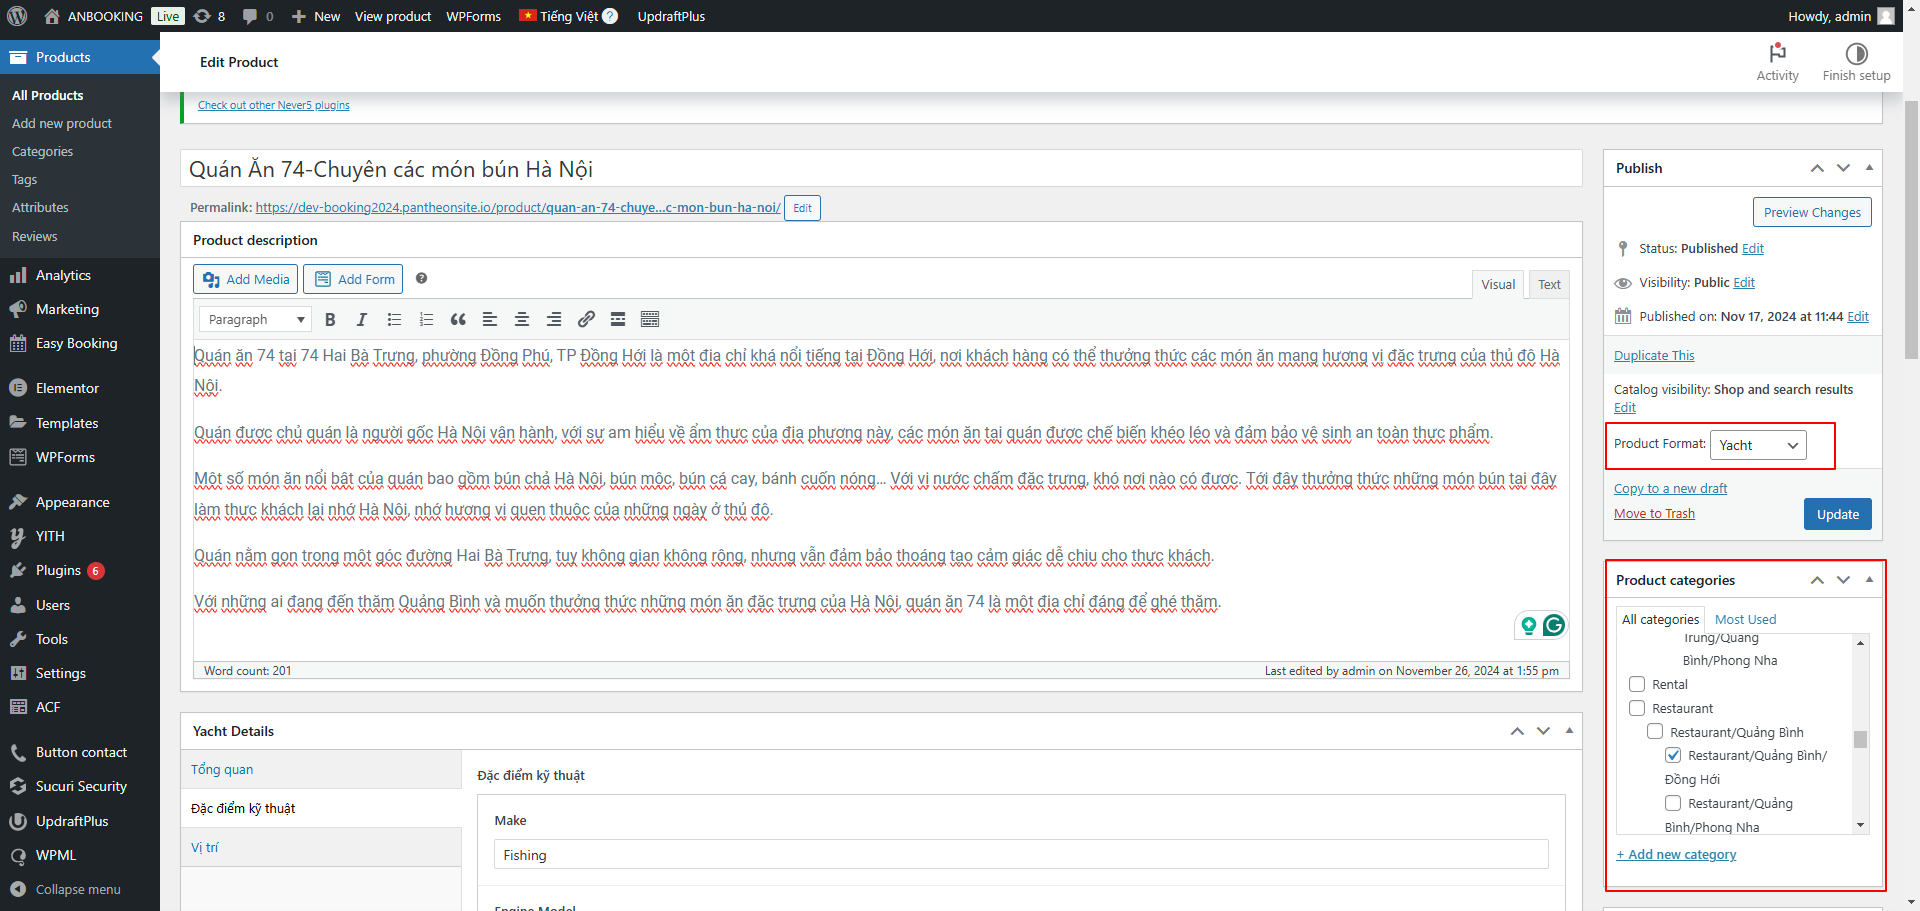 ANBOOKING Live 8 0 New View product WPForms Tiếng Việt ? UpdraftPlus Howdy, admin
Products
All Products
Add new product
Categories
Tags
Attributes
Reviews
Analytics
Marketing
Easy Booking
Elementor
Templates
WPForms
Appearance
YITH
Plugins 6
Users
Tools
Settings
ACF
Button contact
Sucuri Security
UpdraftPlus
WPML
Collapse menu
Edit Product
Activity
Finish setup
Check out other Never5 plugins
Quán Ăn 74-Chuyên các món bún Hà Nội
Permalink: https://dev-booking2024.pantheonsite.io/product/quan-an-74-chuye...c-mon-bun-ha-noi/ Edit
Product description
Add Media Add Form ?
Visual Text
Paragraph B I
Quán ăn 74 tại 74 Hai Bà Trưng, phường Đồng Phú, TP Đồng Hới là một địa chỉ khá nổi tiếng tại Đồng Hới, nơi khách hàng có thể thưởng thức các món ăn mang hương vị đặc trưng của thủ đô Hà
Nội.
Quán được chủ quán là người gốc Hà Nội vận hành, với sự am hiểu về ẩm thực của địa phương này, các món ăn tại quán được chế biến khéo léo và đảm bảo vệ sinh an toàn thực phẩm.
Một số món ăn nổi bật của quán bao gồm bún chả Hà Nội, bún mộc, bún cá cay, bánh cuốn nóng... Với vị nước chấm đặc trưng, khó nơi nào có được. Tới đây thưởng thức những món bún tại đây
làm thực khách lại nhớ Hà Nội, nhớ hương vị quen thuộc của những ngày ở thủ đô.
Quán nằm gọn trong một góc đường Hai Bà Trưng, tuy không gian không rộng, nhưng vẫn đảm bảo thoáng tạo cảm giác dễ chịu cho thực khách.
Với những ai đang đến thăm Quảng Bình và muốn thưởng thức những món ăn đặc trưng của Hà Nội, quán ăn 74 là một địa chỉ đáng để ghé thăm.
Word count: 201
Last edited by admin on November 26, 2024 at 1:55 pm
Yacht Details
Tổng quan
Đặc điểm kỹ thuật
Vị trí
Đặc điểm kỹ thuật
Make
Fishing
Engine Model
Publish
Preview Changes
Status: Published Edit
Visibility: Public Edit
Published on: Nov 17, 2024 at 11:44 Edit
Duplicate This
Catalog visibility: Shop and search results
Edit
Product Format: Yacht
Copy to a new draft
Move to Trash
Update
Product categories
All categories Most Used
Trung/Quảng
Bình/Phong Nha
Rental
Restaurant
Restaurant/Quảng Bình
Restaurant/Quảng Bình/
Đồng Hới
Restaurant/Quảng
Bình/Phong Nha
+ Add new category